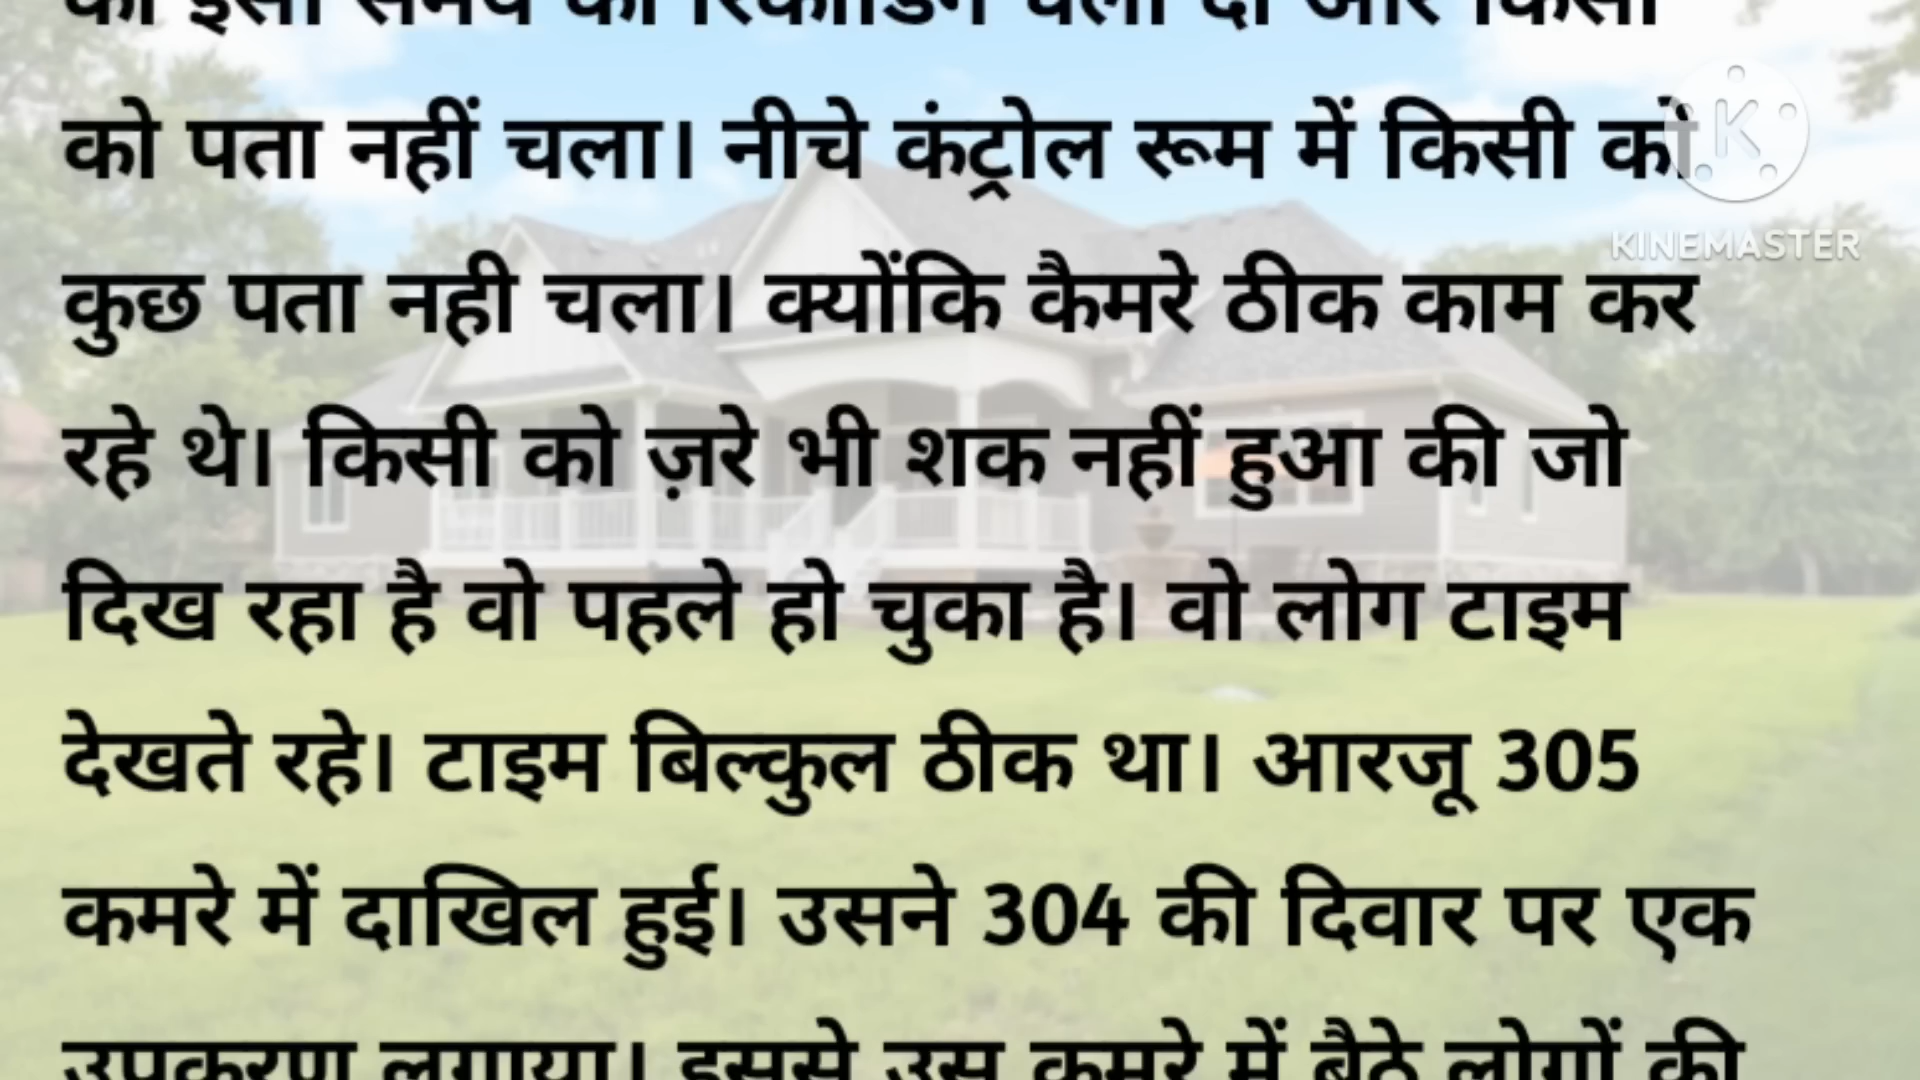 को इसी समय की रिकॉर्डिंग चला दी और किसी
को पता नहीं चला। नीचे कंट्रोल रूम में किसी को
कुछ पता नही चला। क्योंकि कैमरे ठीक काम कर
रहे थे। किसी को ज़रे भी शक नहीं हुआ की जो
दिख रहा है वो पहले हो चुका है। वो लोग टाइम
देखते रहे। टाइम बिल्कुल ठीक था। आरजू 305
कमरे में दाखिल हुई। उसने 304 की दिवार पर एक
उपकरण लगाया। इससे उस कमरे में बैठे लोगों की
K
KINEMASTER